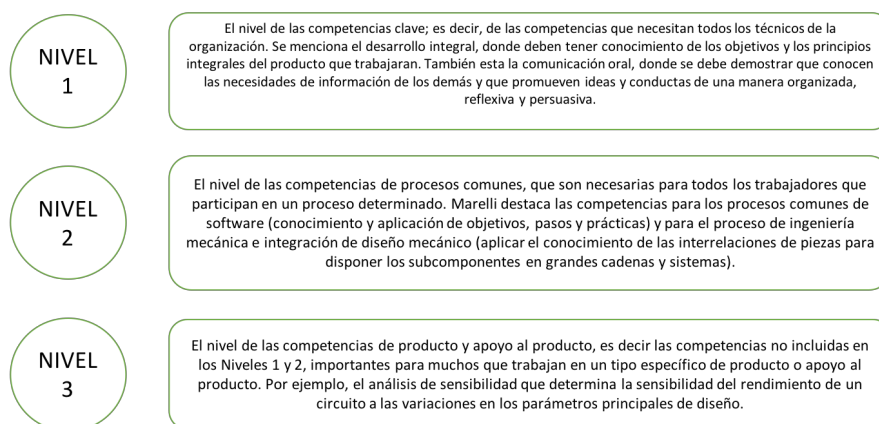 NIVEL
1
El nivel de las competencias clave; es decir, de las competencias que necesitan todos los técnicos de la
organización. Se menciona el desarrollo integral, donde deben tener conocimiento de los objetivos y los principios
integrales del producto que trabajaran. También esta la comunicación oral, donde se debe demostrar que conocen
las necesidades de información de los demás y que promueven ideas y conductas de una manera organizada,
reflexiva y persuasiva.
NIVEL
2
El nivel de las competencias de procesos comunes, que son necesarias para todos los trabajadores que
participan en un proceso determinado. Marelli destaca las competencias para los procesos comunes de
software (conocimiento y aplicación de objetivos, pasos y prácticas) y para el proceso de ingeniería
mecánica e integración de diseño mecánico (aplicar el conocimiento de las interrelaciones de piezas para
disponer los subcomponentes en grandes cadenas y sistemas).
NIVEL
3
El nivel de las competencias de producto y apoyo al producto, es decir las competencias no incluidas en
los Niveles 1 y 2, importantes para muchos que trabajan en un tipo específico de producto o apoyo al
producto. Por ejemplo, el análisis de sensibilidad que determina la sensibilidad del rendimiento de un
circuito a las variaciones en los parámetros principales de diseño.